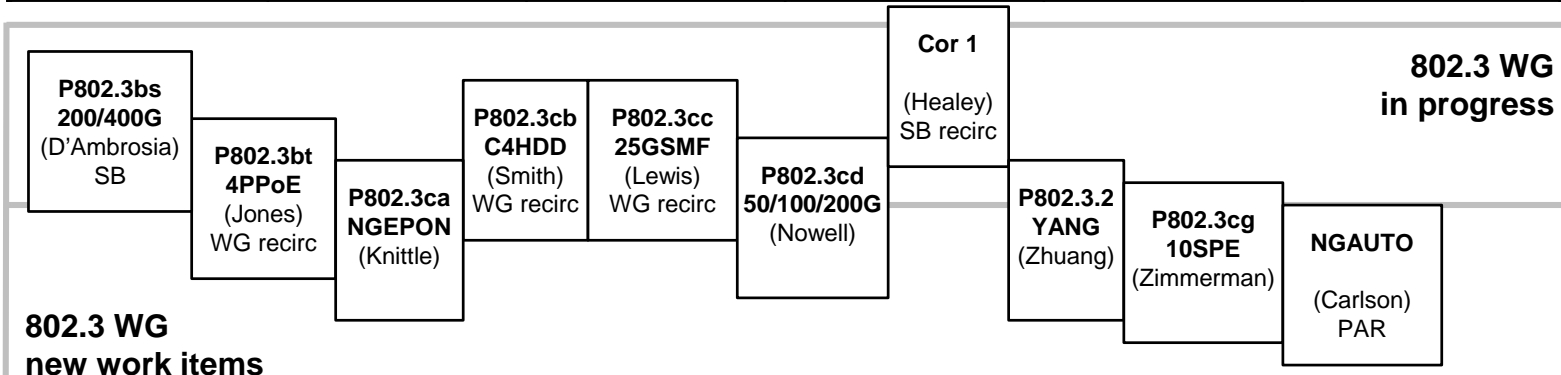 P802.3bs
200/400G
(D'Ambrosia)
SB
P802.3bt
4PPoE
(Jones)
WG recirc
P802.3ca
NGEPON
(Knittle)
P802.3cb
C4HDD
(Smith)
WG recirc
P802.3cc
25GSMF
(Lewis)
WG recirc
P802.3cd
50/100/200G
(Nowell)
Cor 1
(Healey)
SB recirc
P802.3.2
YANG
(Zhuang)
P802.3cg
10SPE
(Zimmerman)
NGAUTO
(Carlson)
PAR
802.3 WG
in progress
802.3 WG
new work items